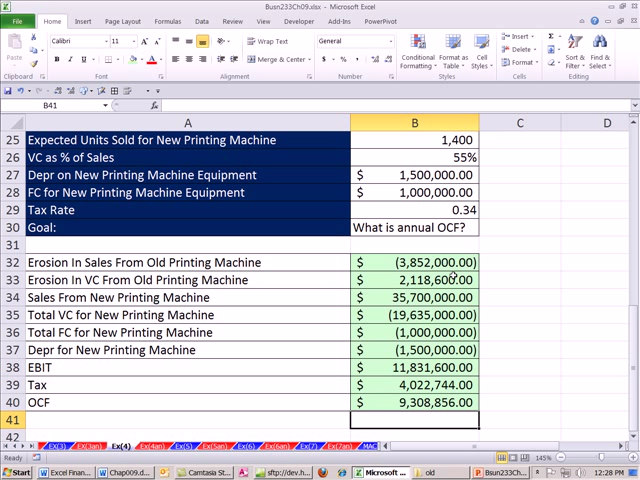 Busn233Ch09.xlsx - Microsoft Excel
File Home Insert Page Layout Formulas Data Review View Developer Add-Ins PowerPivot
Calibri 11 Wrap Text General Insert
Paste Merge & Center Conditional Formatting Format as Table Cell Styles Delete Format Sort & Filter Find & Select
Clipboard Font Alignment Number Styles Cells Editing
B41 fx
A B C D
25 Expected Units Sold for New Printing Machine 1,400
26 VC as % of Sales 55%
27 Depr on New Printing Machine Equipment $ 1,500,000.00
28 FC for New Printing Machine Equipment $ 1,000,000.00
29 Tax Rate 0.34
30 Goal: What is annual OCF?
31
32 Erosion In Sales From Old Printing Machine $ (3,852,000.00)
33 Erosion In VC From Old Printing Machine $ 2,118,600.00
34 Sales From New Printing Machine $ 35,700,000.00
35 Total VC for New Printing Machine $ (19,635,000.00)
36 Total FC for New Printing Machine $ (1,000,000.00)
37 Depr for New Printing Machine $ (1,500,000.00)
38 EBIT $ 11,831,600.00
39 Tax $ 4,022,744.00
40 OCF $ 9,308,856.00
41
42
EX(3) EX(3an) Ex(4) EX(4an) EX(5) EX(5an) EX(6) EX(6an) EX(7) EX(7an) MAC
Ready 145%
Start Excel Finan... Chap009.d... Camtasia St... sftp://dev.h... Microsoft ... old Busn233Ch... 12:28 PM